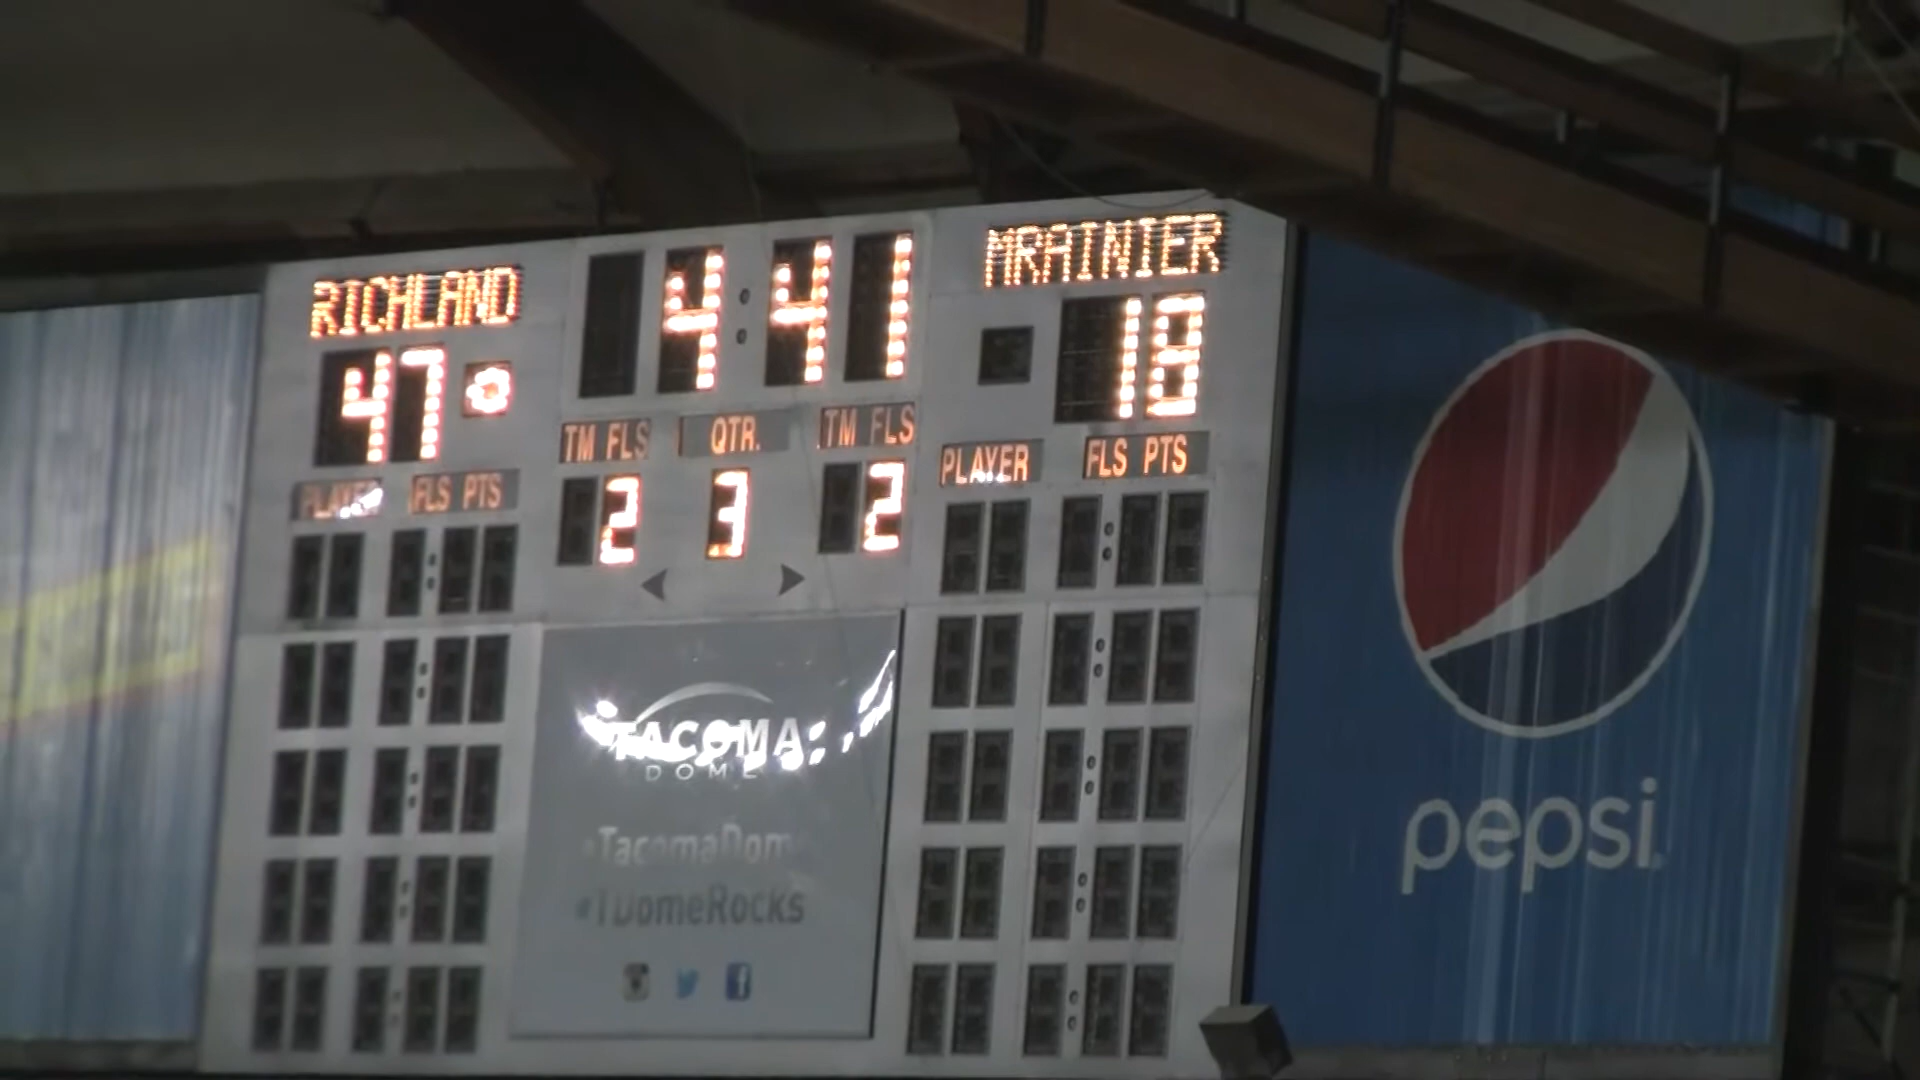 RICHLAND
4:41
MRAINIER
47
18
TM FLS
QTR.
TM FLS
PLAYER
FLS PTS
PLAYER
FLS PTS
2
3
2
TACOMA
DOME
TacomaDom
#TDomeRocks
pepsi